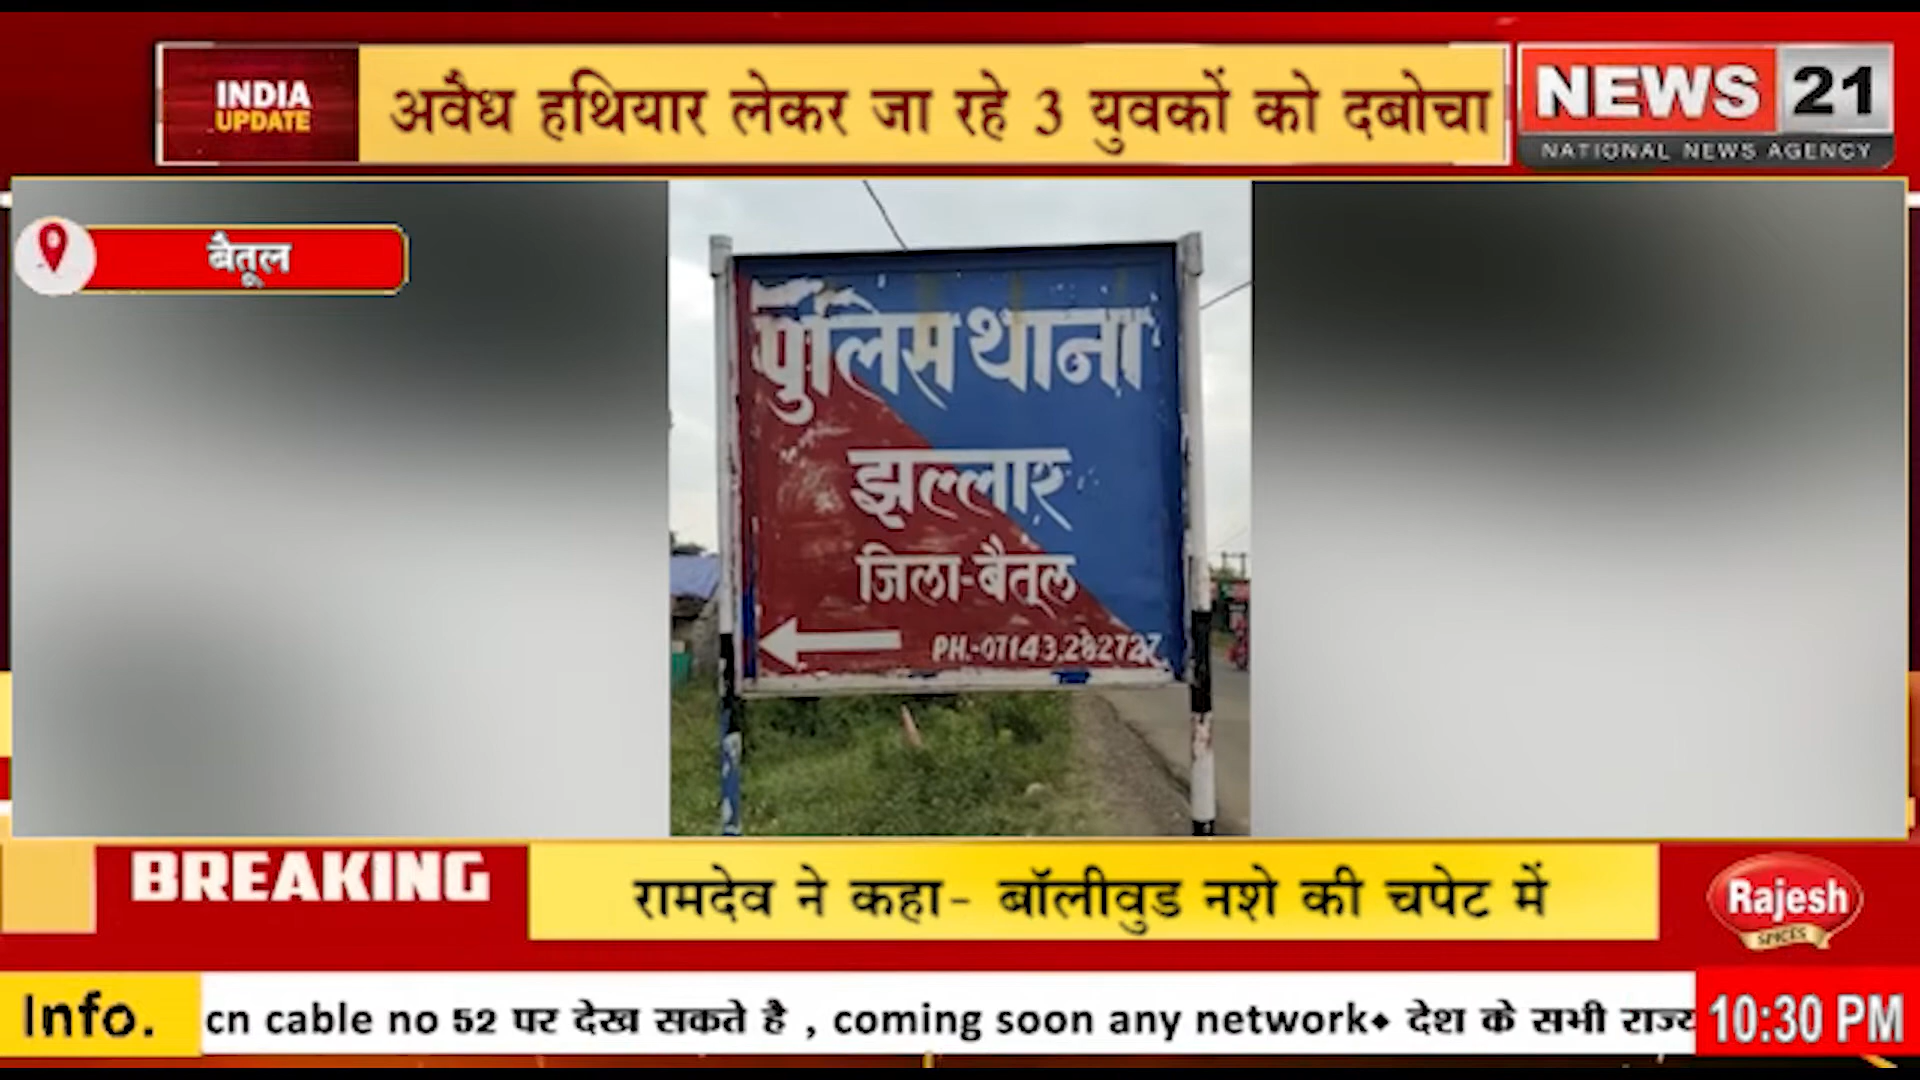 INDIA
UPDATE
अवैध हथियार लेकर जा रहे 3 युवकों को दबोचा
NEWS 21
NATIONAL NEWS AGENCY
बैतूल
पुलिस थाना
झल्लार
जिला-बैतूल
PH.-07143.282727
BREAKING
रामदेव ने कहा- बॉलीवुड नशे की चपेट में
Rajesh
SPICES
Info.
cn cable no 52 पर देख सकते है , coming soon any network◆ देश के सभी राज्य
10:30 PM